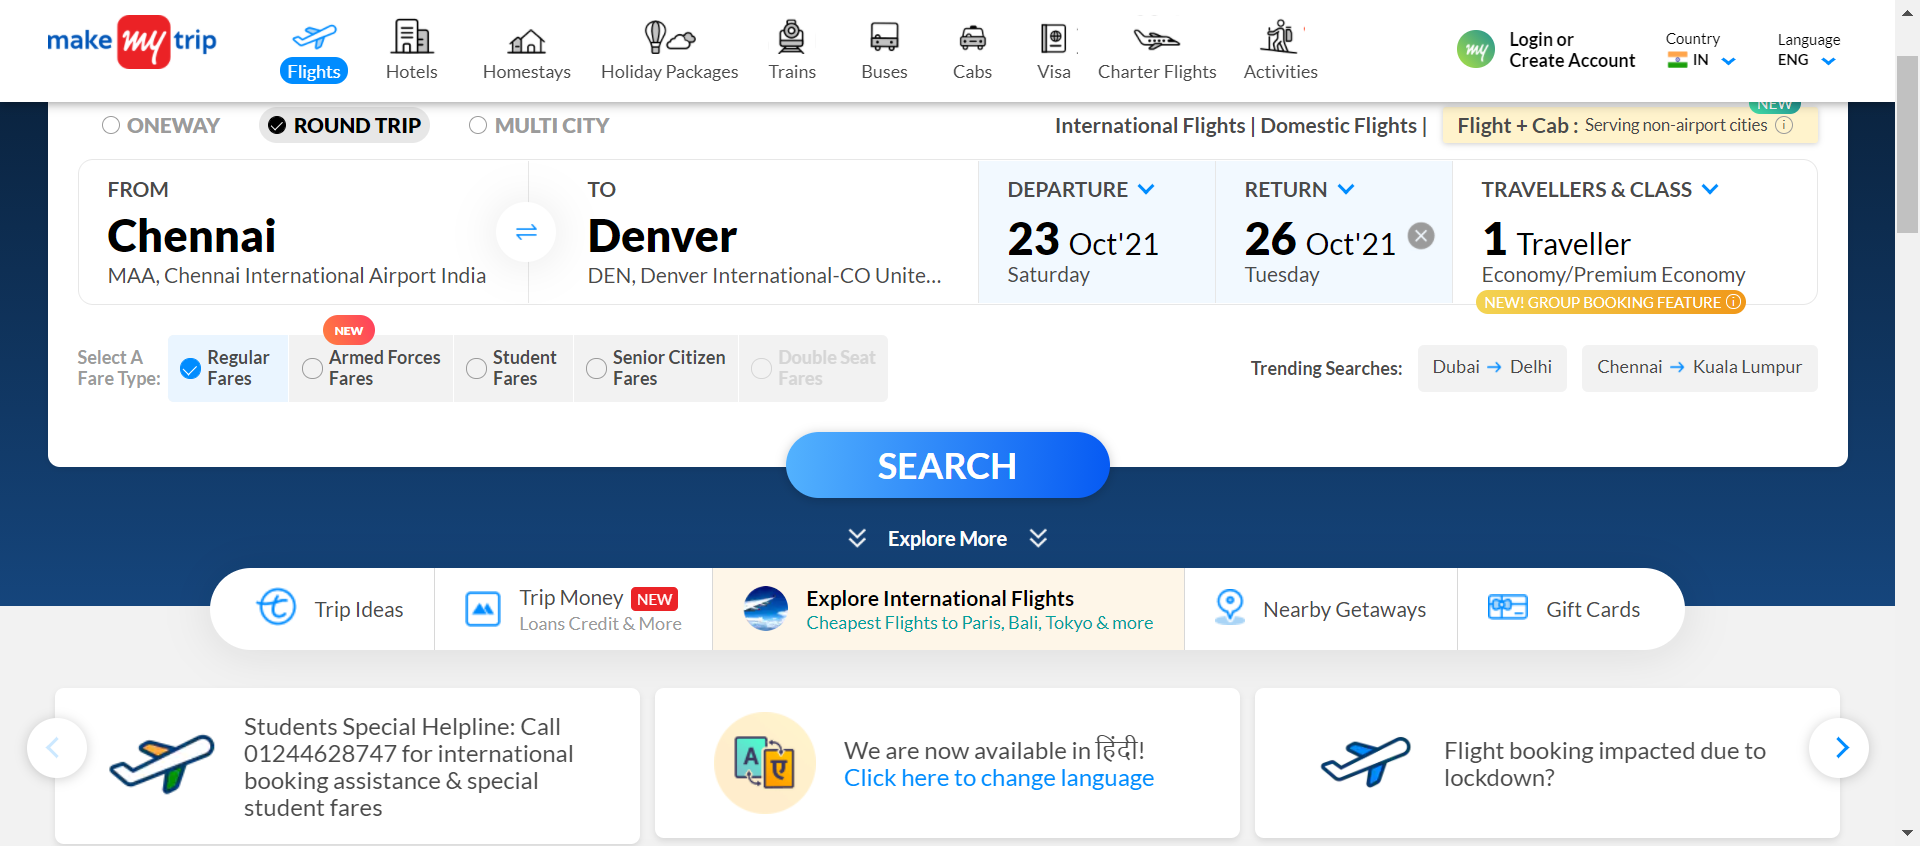 make my trip
Flights
Hotels
Homestays
Holiday Packages
Trains
Buses
Cabs
Visa
Charter Flights
Activities
my
Login or
Create Account
Country
IN
Language
ENG
ONEWAY
ROUND TRIP
MULTI CITY
International Flights | Domestic Flights |
NEW
Flight + Cab : Serving non-airport cities
FROM
Chennai
MAA, Chennai International Airport India
TO
Denver
DEN, Denver International-CO Unite...
DEPARTURE
23 Oct'21
Saturday
RETURN
26 Oct'21
Tuesday
TRAVELLERS & CLASS
1 Traveller
Economy/Premium Economy
NEW! GROUP BOOKING FEATURE
Select A
Fare Type:
Regular
Fares
NEW
Armed Forces
Fares
Student
Fares
Senior Citizen
Fares
Double Seat
Fares
Trending Searches:
Dubai → Delhi
Chennai → Kuala Lumpur
SEARCH
Explore More
Trip Ideas
Trip Money NEW
Loans Credit & More
Explore International Flights
Cheapest Flights to Paris, Bali, Tokyo & more
Nearby Getaways
Gift Cards
Students Special Helpline: Call
01244628747 for international
booking assistance & special
student fares
A ए
We are now available in हिंदी!
Click here to change language
Flight booking impacted due to
lockdown?